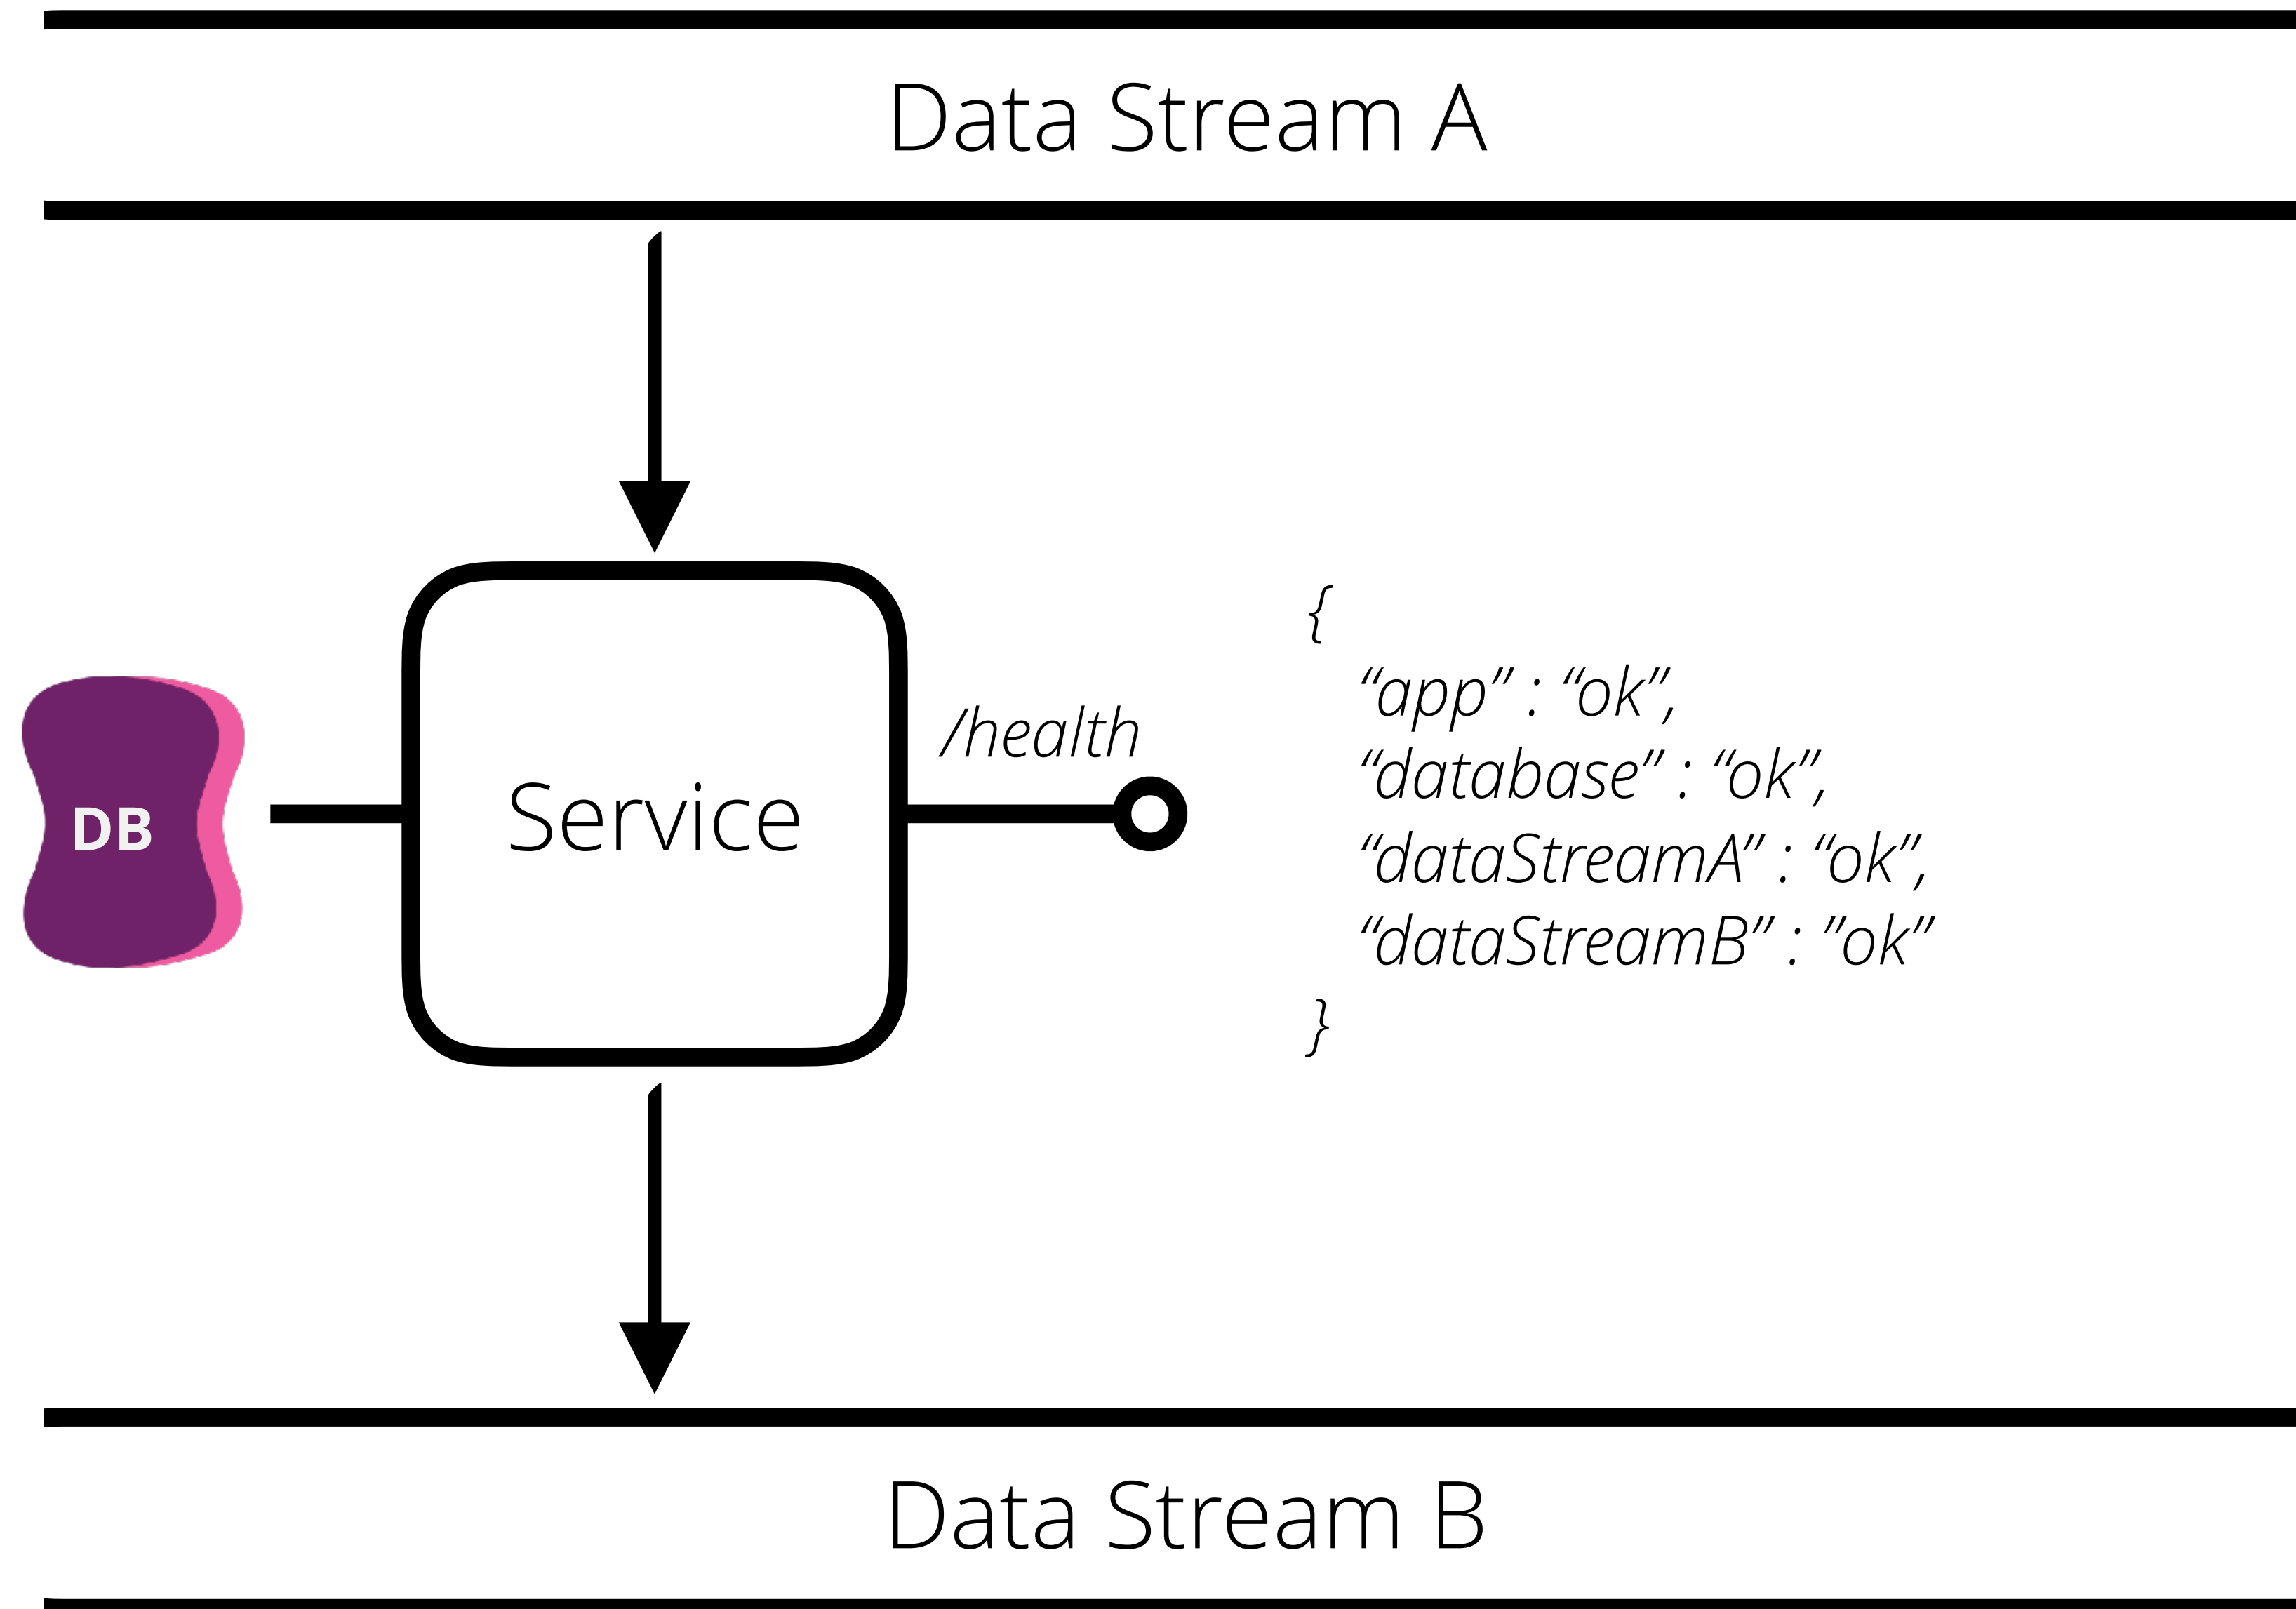 Data Stream A
/health
DB
Service
{
“app” : “ok”,
“database” : “ok”,
“dataStreamA” : “ok”,
“dataStreamB” : ”ok”
}
Data Stream B